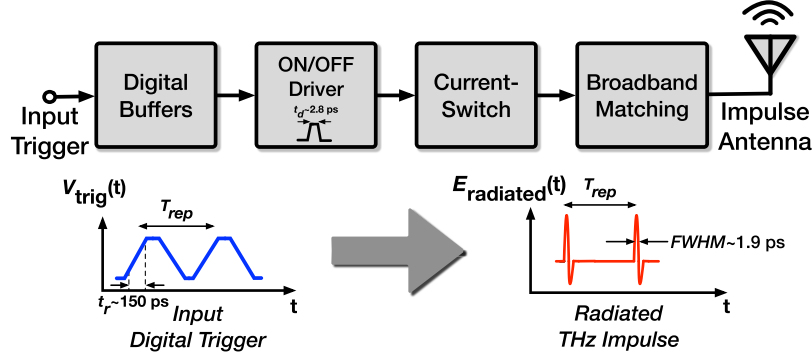 Input
Trigger
Digital
Buffers
ON/OFF
Driver
td~2.8 ps
Current-
Switch
Broadband
Matching
Impulse
Antenna
Vtrig(t)
Trep
tr~150 ps
t
Input
Digital Trigger
Eradiated(t)
Trep
FWHM~1.9 ps
t
Radiated
THz Impulse